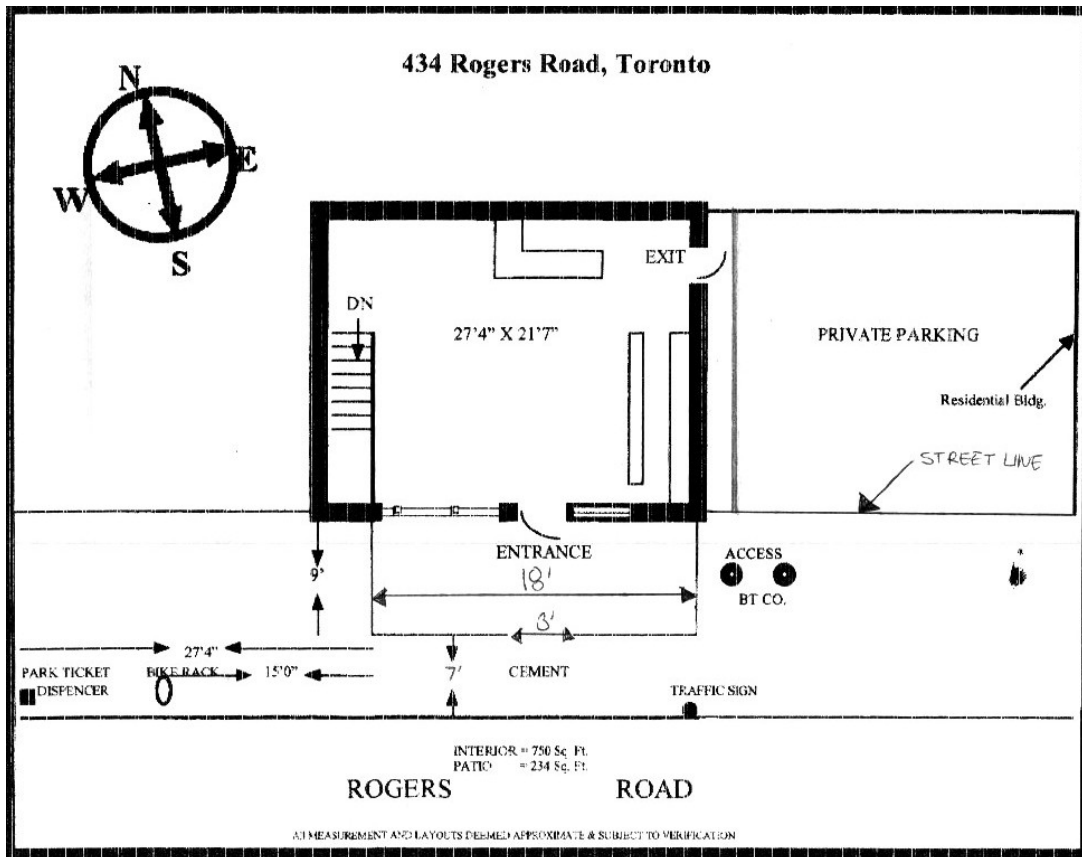 434 Rogers Road, Toronto
N
W
E
S
EXIT
DN
27'4" X 21'7"
PRIVATE PARKING
Residential Bldg.
STREET LINE
ENTRANCE
ACCESS
BT CO.
9'
18'
8'
27'4"
PARK TICKET
DISPENCER
BIKE RACK
15'0"
7'
CEMENT
TRAFFIC SIGN
INTERIOR = 750 Sq. Ft.
PATIO = 234 Sq. Ft.
ROGERS ROAD
All MEASUREMENT AND LAYOUTS DEEMED APPROXIMATE & SUBJECT TO VERIFICATION